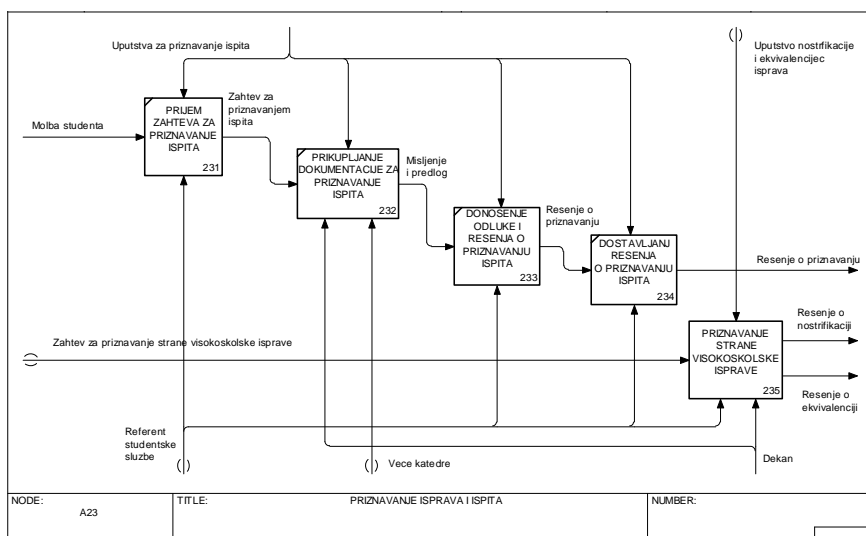 Uputstva za priznavanje ispita
Uputstvo nostrfikacije
i ekvivalencijec
isprava
Molba studenta
PRIJEM
ZAHTEVA ZA
PRIZNAVANJE
ISPITA
231
Zahtev za
priznavanjem
ispita
PRIKUPLJANJE
DOKUMENTACIJE ZA
PRIZNAVANJE
ISPITA
232
Misljenje
i predlog
DONOSENJE
ODLUKE I
RESENJA O
PRIZNAVANJU
ISPITA
233
Resenje o
priznavanju
DOSTAVLJANJ
RESENJA
O PRIZNAVANJU
ISPITA
234
Resenje o priznavanju
Zahtev za priznavanje strane visokoskolske isprave
PRIZNAVANJE
STRANE
VISOKOSKOLSKE
ISPRAVE
235
Resenje o
nostrifikaciji
Resenje o
ekvivalenciji
Referent
studentske
sluzbe
Vece katedre
Dekan
NODE:
A23
TITLE:
PRIZNAVANJE ISPRAVA I ISPITA
NUMBER: